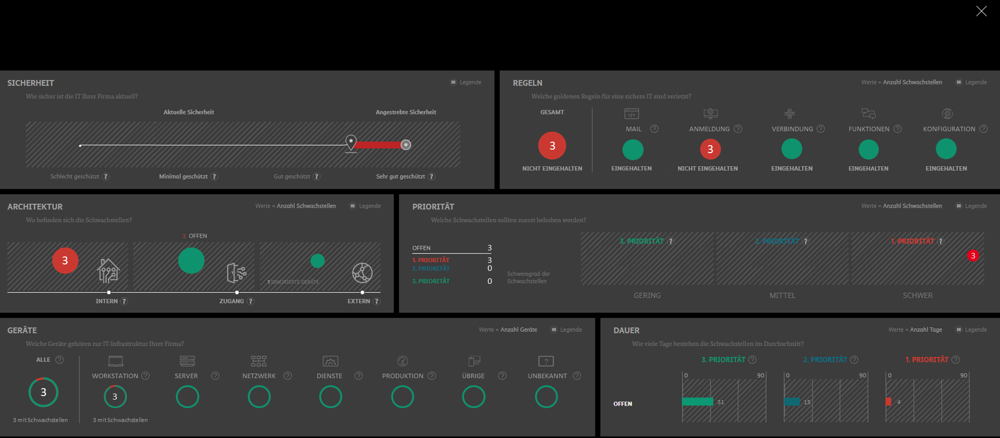 SICHERHEIT
Legende
Wie sicher ist die IT Ihrer Firma aktuell?
Aktuelle Sicherheit
Angestrebte Sicherheit
Schlecht geschützt ?
Minimal geschützt ?
Gut geschützt ?
Sehr gut geschützt ?
REGELN
Werte = Anzahl Schwachstellen
Legende
Welche goldenen Regeln für eine sichere IT sind verletzt?
GESAMT
3
NICHT EINGEHALTEN
MAIL ?
EINGEHALTEN
ANMELDUNG ?
3
NICHT EINGEHALTEN
VERBINDUNG ?
EINGEHALTEN
FUNKTIONEN ?
EINGEHALTEN
KONFIGURATION ?
EINGEHALTEN
ARCHITEKTUR
Werte = Anzahl Schwachstellen
Legende
Wo befinden sich die Schwachstellen?
3 OFFEN
3
1 IGNORIERTE GERÄTE
INTERN ?
ZUGANG ?
EXTERN ?
PRIORITÄT
Werte = Anzahl Schwachstellen
Legende
Welche Schwachstellen sollten zuerst behoben werden?
OFFEN 3
1. PRIORITÄT 3
2. PRIORITÄT 0
3. PRIORITÄT 0
Schweregrad der
Schwachstellen
3. PRIORITÄT ?
2. PRIORITÄT ?
1. PRIORITÄT ?
3
GERING
MITTEL
SCHWER
GERÄTE
Werte = Anzahl Geräte
Legende
Welche Geräte gehören zur IT-Infrastruktur Ihrer Firma?
ALLE ?
3
3 mit Schwachstellen
WORKSTATION ?
3
3 mit Schwachstellen
SERVER ?
NETZWERK ?
DIENSTE ?
PRODUKTION ?
ÜBRIGE ?
?
UNBEKANNT ?
DAUER
Werte = Anzahl Tage
Legende
Wie viele Tage bestehen die Schwachstellen im Durchschnitt?
3. PRIORITÄT ?
2. PRIORITÄT ?
1. PRIORITÄT ?
0 90
0 90
0 90
OFFEN
31
15
4